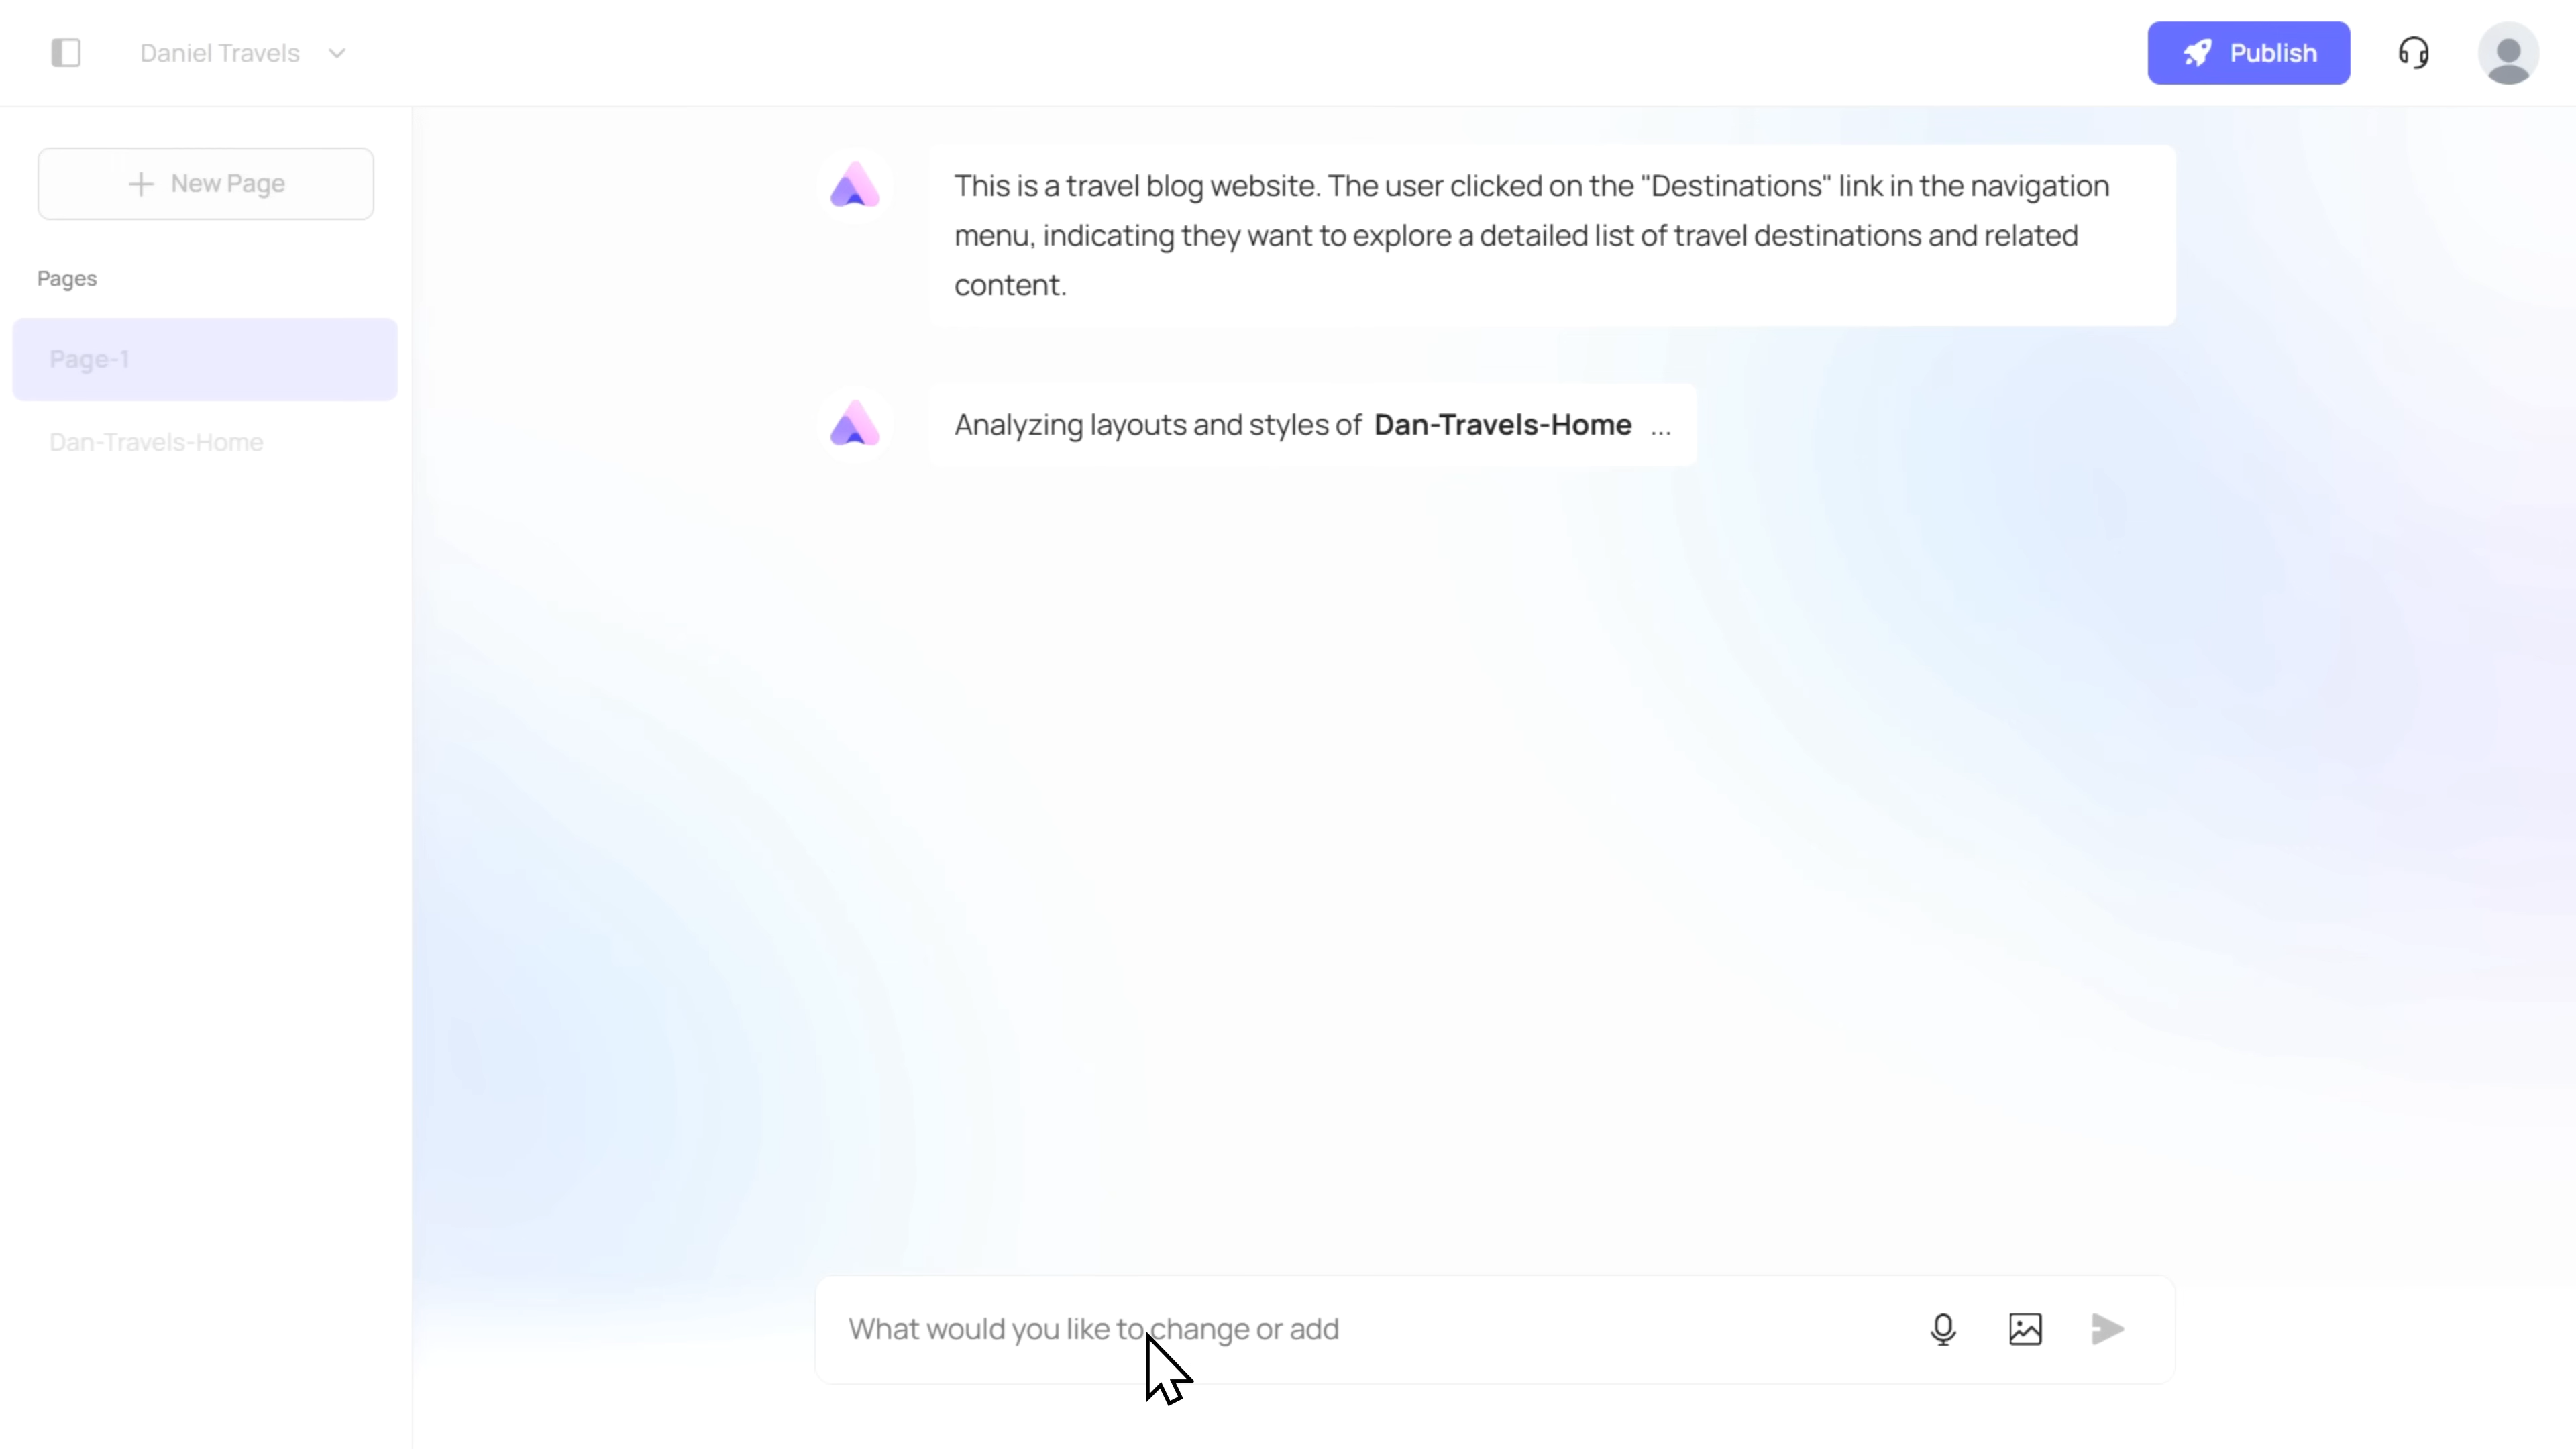 Daniel Travels
Publish
New Page
Pages
Page-1
Dan-Travels-Home
This is a travel blog website. The user clicked on the "Destinations" link in the navigation
menu, indicating they want to explore a detailed list of travel destinations and related
content.
Analyzing layouts and styles of Dan-Travels-Home ...
What would you like to change or add